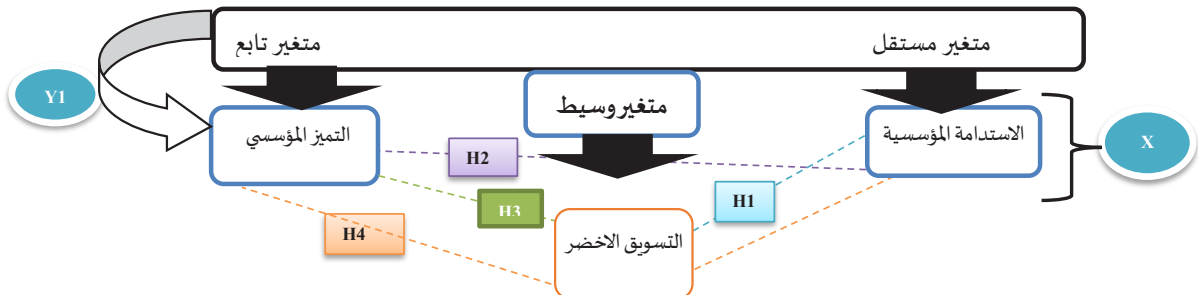 متغير مستقل
متغير تابع
Y1
متغيروسيط
X
الاستدامة المؤسسية
التميز المؤسسي
H2
H1
H3
H4
التسويق الاخضر